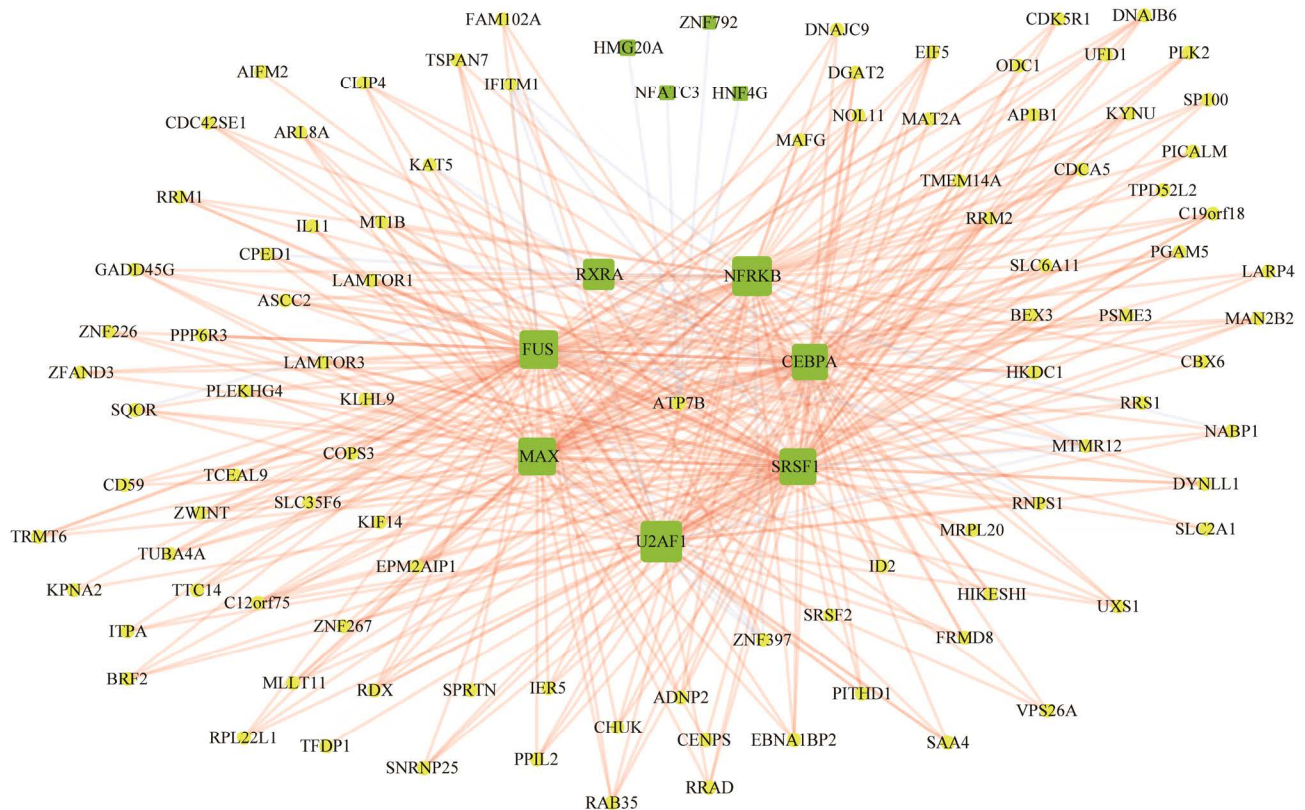 FAM102A
ZNF792
DNAJC9
CDK5R1
DNAJB6
HMG20A
TSPAN7
EIF5
UFD1
PLK2
AIFM2
CLIP4
IFITM1
DGAT2
ODC1
NFATC3
HNF4G
SP100
CDC42SE1
ARL8A
NOL11
MAT2A
AP1B1
KYNU
MAFG
PICALM
KAT5
TMEM14A
CDCA5
TPD52L2
RRM1
IL11
MT1B
RRM2
C19orf18
CPED1
PGAM5
GADD45G
LAMTOR1
RXRA
NFRKB
SLC6A11
LARP4
ASCC2
BEX3
PSME3
MAN2B2
ZNF226
PPP6R3
FUS
CEBPA
LAMTOR3
CBX6
ZFAND3
HKDC1
PLEKHG4
KLHL9
ATP7B
RRS1
SQOR
NABP1
MTMR12
COPS3
MAX
SRSF1
CD59
TCEAL9
DYNLL1
SLC35F6
RNPS1
ZWINT
KIF14
MRPL20
SLC2A1
TRMT6
U2AF1
TUBA4A
EPM2AIP1
ID2
KPNA2
TTC14
C12orf75
HIKESHI
UXS1
SRSF2
ITPA
ZNF267
ZNF397
FRMD8
BRF2
MLLT11
RDX
SPRTN
IER5
ADNP2
PITHD1
VPS26A
CHUK
RPL22L1
TFDP1
CENPS
EBNA1BP2
SAA4
SNRNP25
PPIL2
RRAD
RAB35